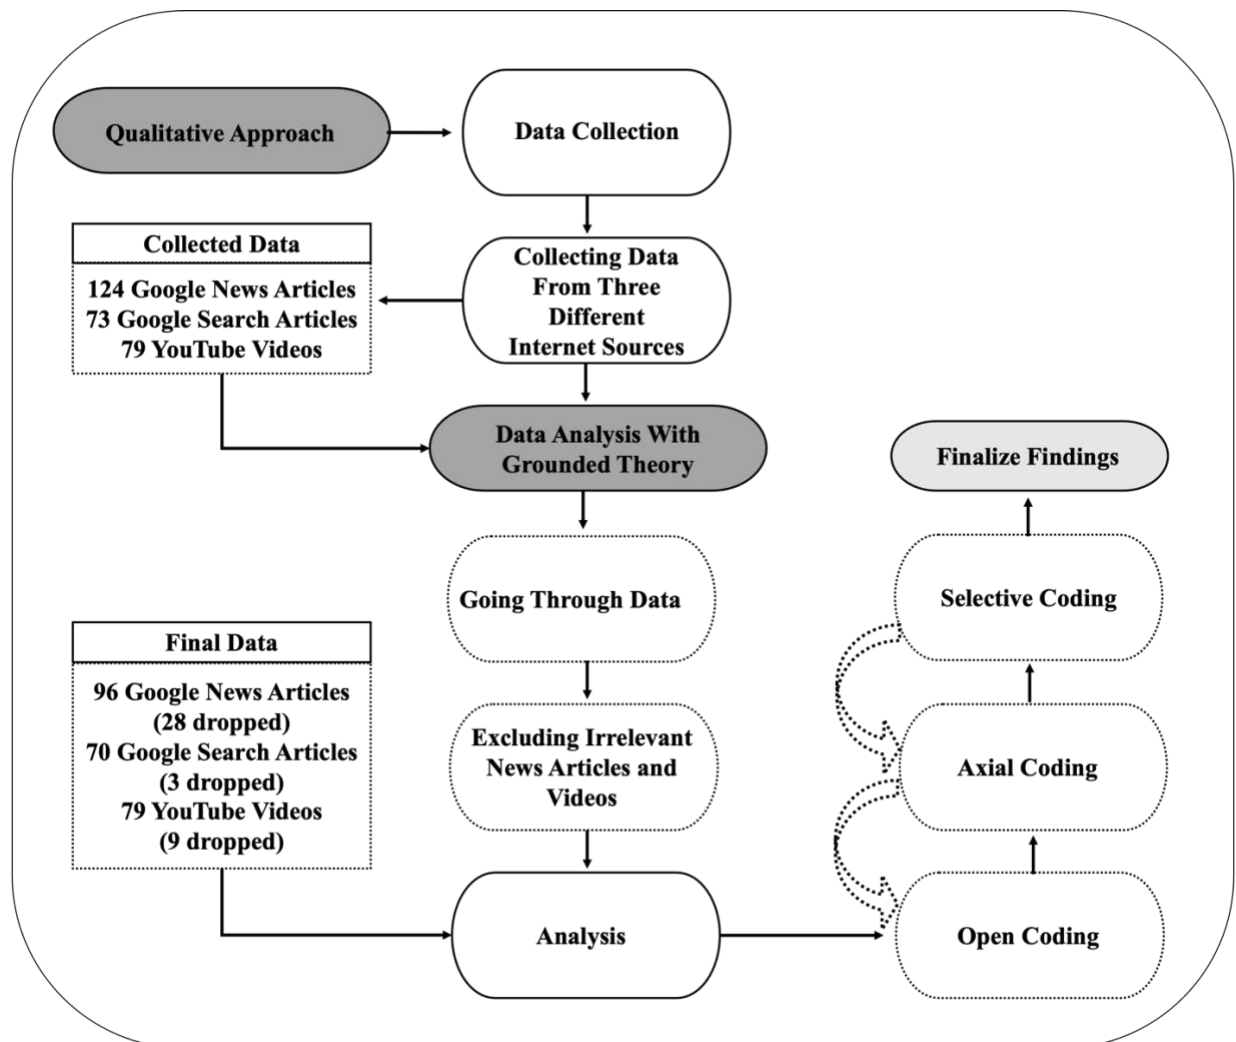 Qualitative Approach
Data Collection
Collected Data
124 Google News Articles
73 Google Search Articles
79 YouTube Videos
Collecting Data
From Three
Different
Internet Sources
Data Analysis With
Grounded Theory
Going Through Data
Excluding Irrelevant
News Articles and
Videos
Final Data
96 Google News Articles
(28 dropped)
70 Google Search Articles
(3 dropped)
79 YouTube Videos
(9 dropped)
Analysis
Finalize Findings
Selective Coding
Axial Coding
Open Coding